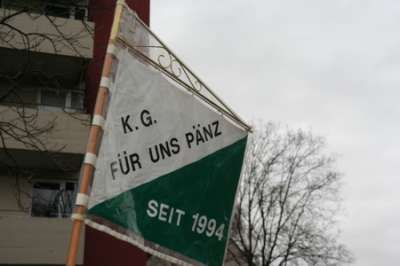 K.G.
FÜR UNS PÄNZ
SEIT 1994